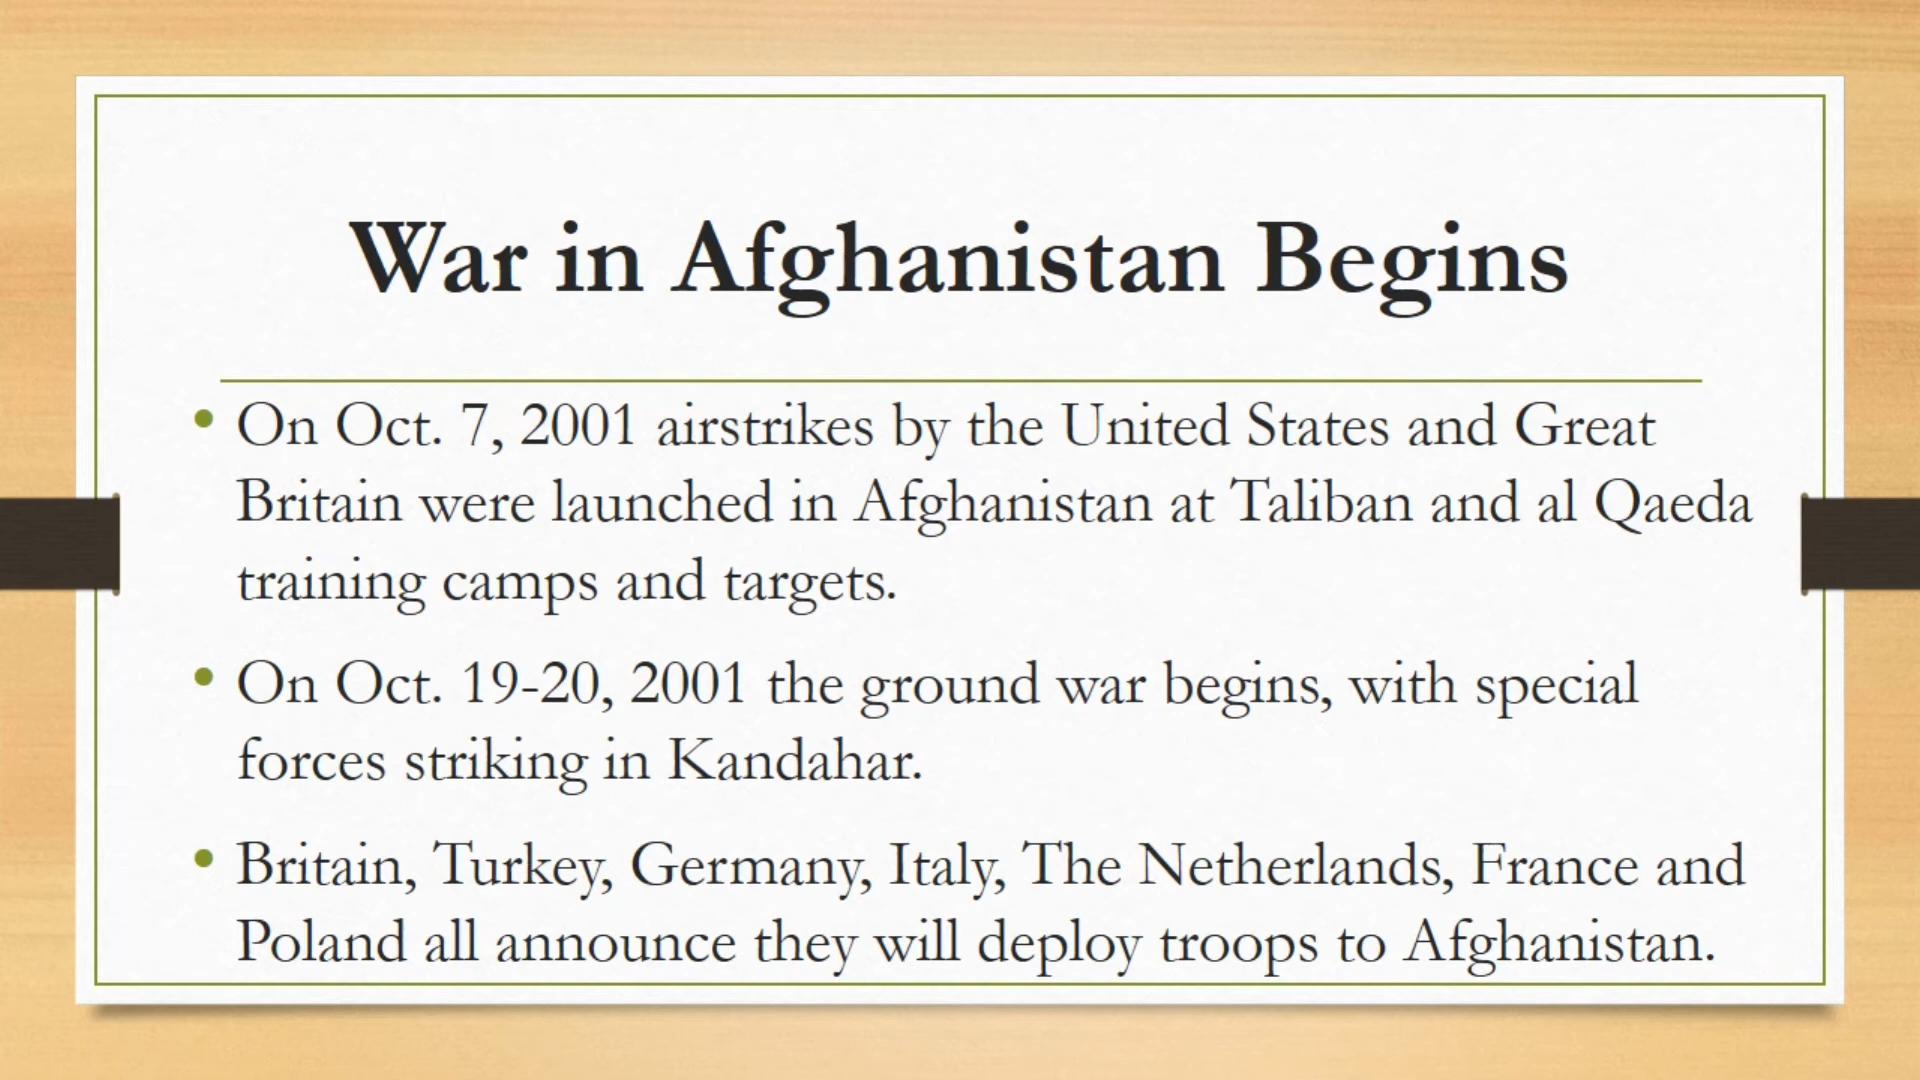 War in Afghanistan Begins
• On Oct. 7, 2001 airstrikes by the United States and Great
Britain were launched in Afghanistan at Taliban and al Qaeda
training camps and targets.
• On Oct. 19-20, 2001 the ground war begins, with special
forces striking in Kandahar.
• Britain, Turkey, Germany, Italy, The Netherlands, France and
Poland all announce they will deploy troops to Afghanistan.